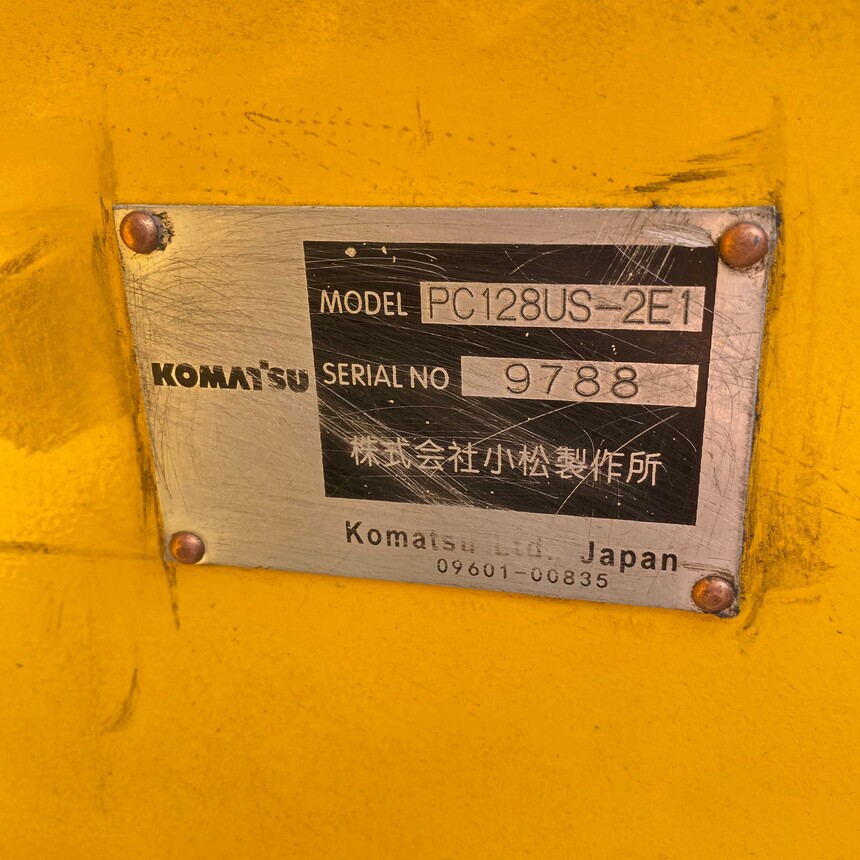 MODEL PC128US-2E1
KOMATSU SERIAL NO 9788
株式会社小松製作所
Komatsu Ltd., Japan
09601-00835